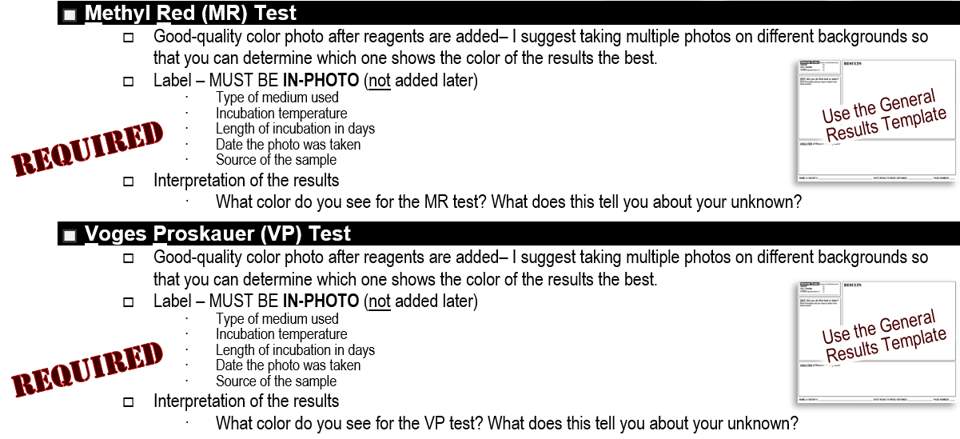 Methyl Red (MR) Test
Good-quality color photo after reagents are added– I suggest taking multiple photos on different backgrounds so
that you can determine which one shows the color of the results the best.
Label – MUST BE IN-PHOTO (not added later)
Type of medium used
Incubation temperature
Length of incubation in days
Date the photo was taken
Source of the sample
REQUIRED
RESULTS
Use the General
Results Template
Interpretation of the results
What color do you see for the MR test? What does this tell you about your unknown?
Voges Proskauer (VP) Test
Good-quality color photo after reagents are added– I suggest taking multiple photos on different backgrounds so
that you can determine which one shows the color of the results the best.
Label – MUST BE IN-PHOTO (not added later)
Type of medium used
Incubation temperature
Length of incubation in days
Date the photo was taken
Source of the sample
REQUIRED
RESULTS
Use the General
Results Template
Interpretation of the results
What color do you see for the VP test? What does this tell you about your unknown?